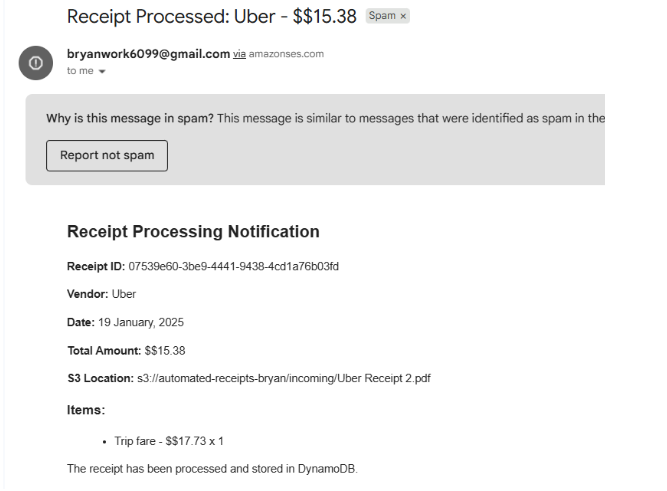 Receipt Processed: Uber - $$15.38 Spam ×
bryanwork6099@gmail.com via amazonses.com
to me
Why is this message in spam? This message is similar to messages that were identified as spam in the
Report not spam
Receipt Processing Notification
Receipt ID: 07539e60-3be9-4441-9438-4cd1a76b03fd
Vendor: Uber
Date: 19 January, 2025
Total Amount: $$15.38
S3 Location: s3://automated-receipts-bryan/incoming/Uber Receipt 2.pdf
Items:
• Trip fare - $$17.73 x 1
The receipt has been processed and stored in DynamoDB.